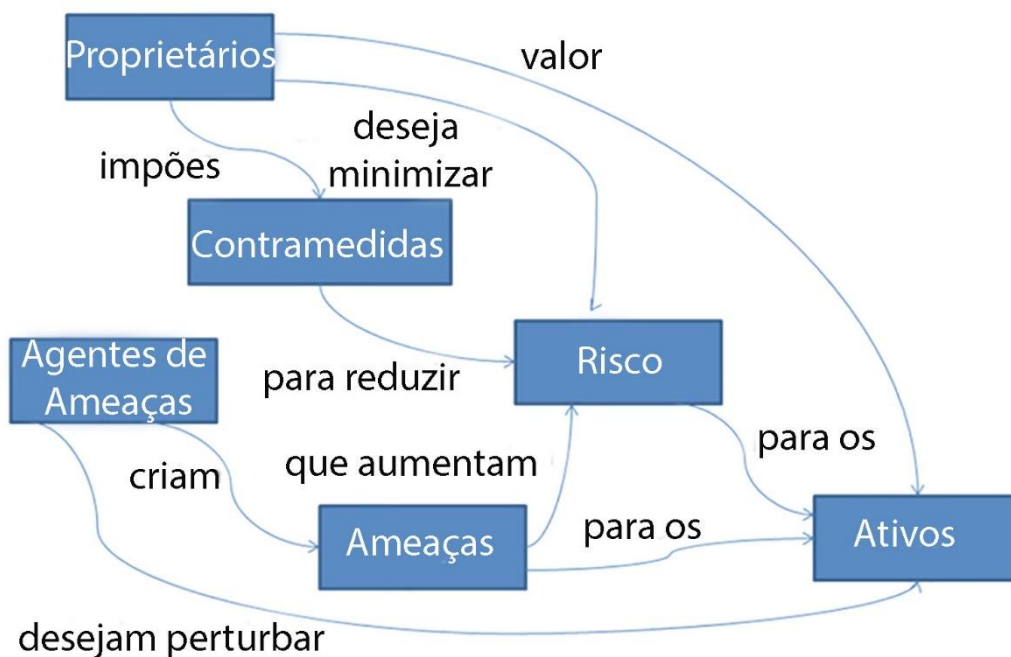 Proprietários
valor
deseja
minimizar
impões
Contramedidas
Agentes de
Ameaças
Risco
para reduzir
para os
criam
que aumentam
Ameaças
para os
Ativos
desejam perturbar